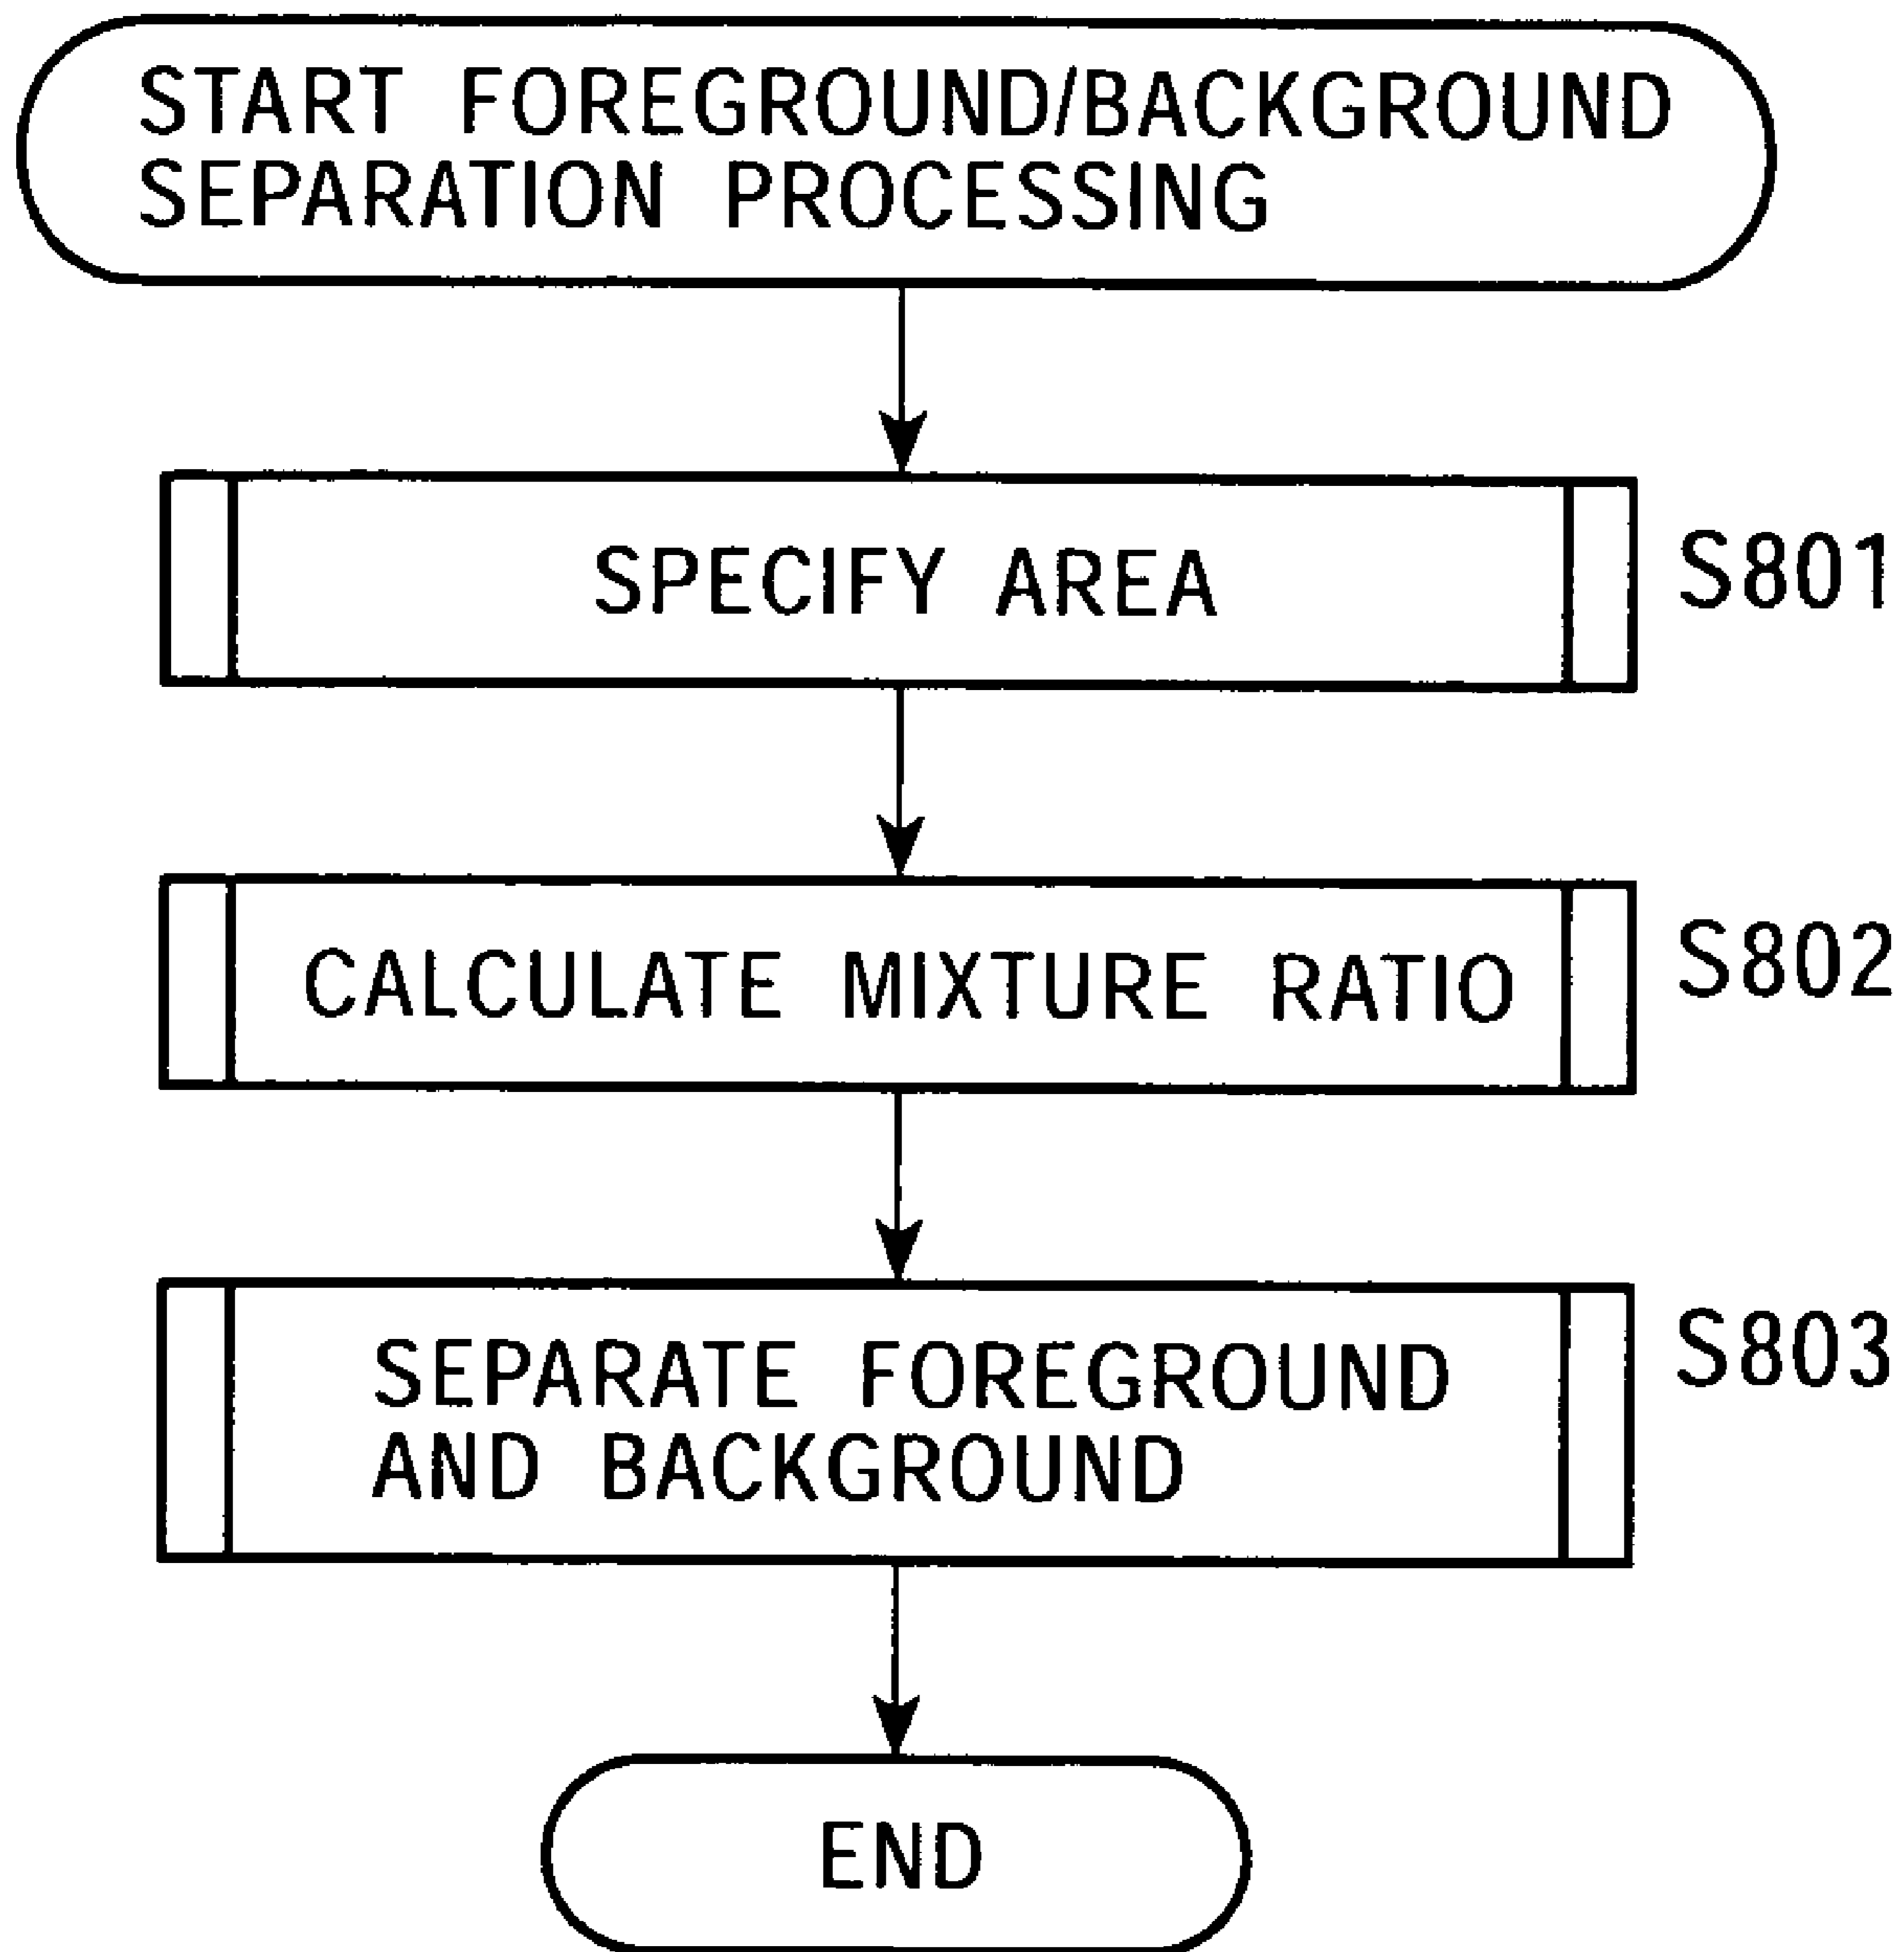 START FOREGROUND/BACKGROUND
SEPARATION PROCESSING
SPECIFY AREA
S801
CALCULATE MIXTURE RATIO
S802
SEPARATE FOREGROUND
AND BACKGROUND
S803
END